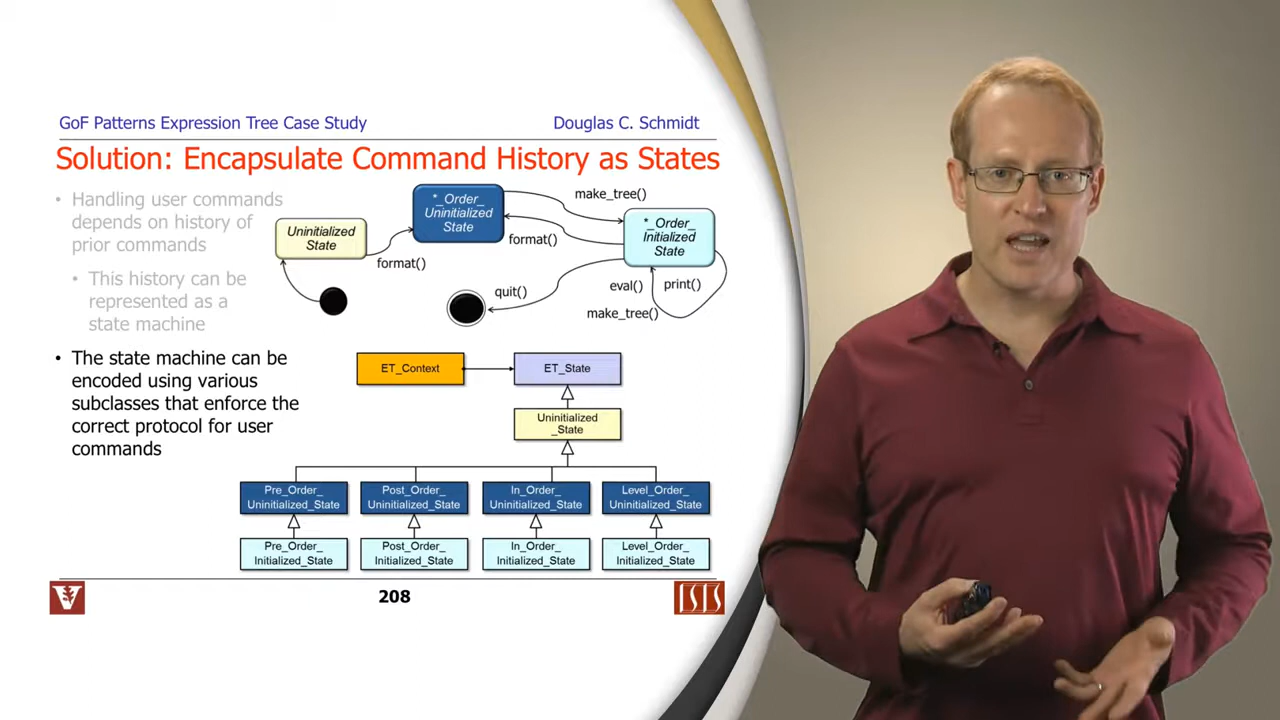 GoF Patterns Expression Tree Case Study
Douglas C. Schmidt
Solution: Encapsulate Command History as States
• Handling user commands
depends on history of
prior commands
• This history can be
represented as a
state machine
• The state machine can be
encoded using various
subclasses that enforce the
correct protocol for user
commands
Uninitialized
State
format()
*_Order_
Uninitialized
State
make_tree()
format()
*_Order_
Initialized
State
quit()
eval()
print()
make_tree()
ET_Context
ET_State
Uninitialized
_State
Pre_Order_
Uninitialized_State
Post_Order_
Uninitialized_State
In_Order_
Uninitialized_State
Level_Order_
Uninitialized_State
Pre_Order_
Initialized_State
Post_Order_
Initialized_State
In_Order_
Initialized_State
Level_Order_
Initialized_State
V
208
ISIS